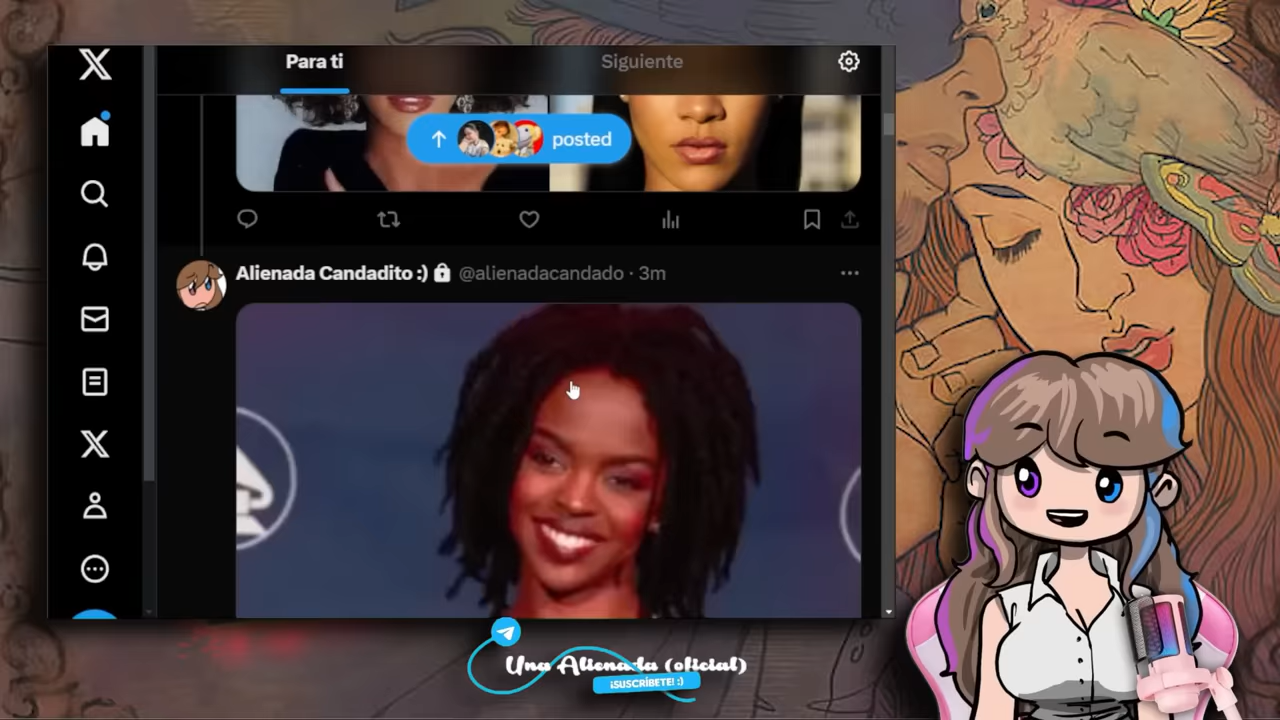 Para ti
Siguiente
posted
Alienada Candadito :) @alienadacandado · 3m
Una Alienada (oficial)
¡SUSCRÍBETE! :)